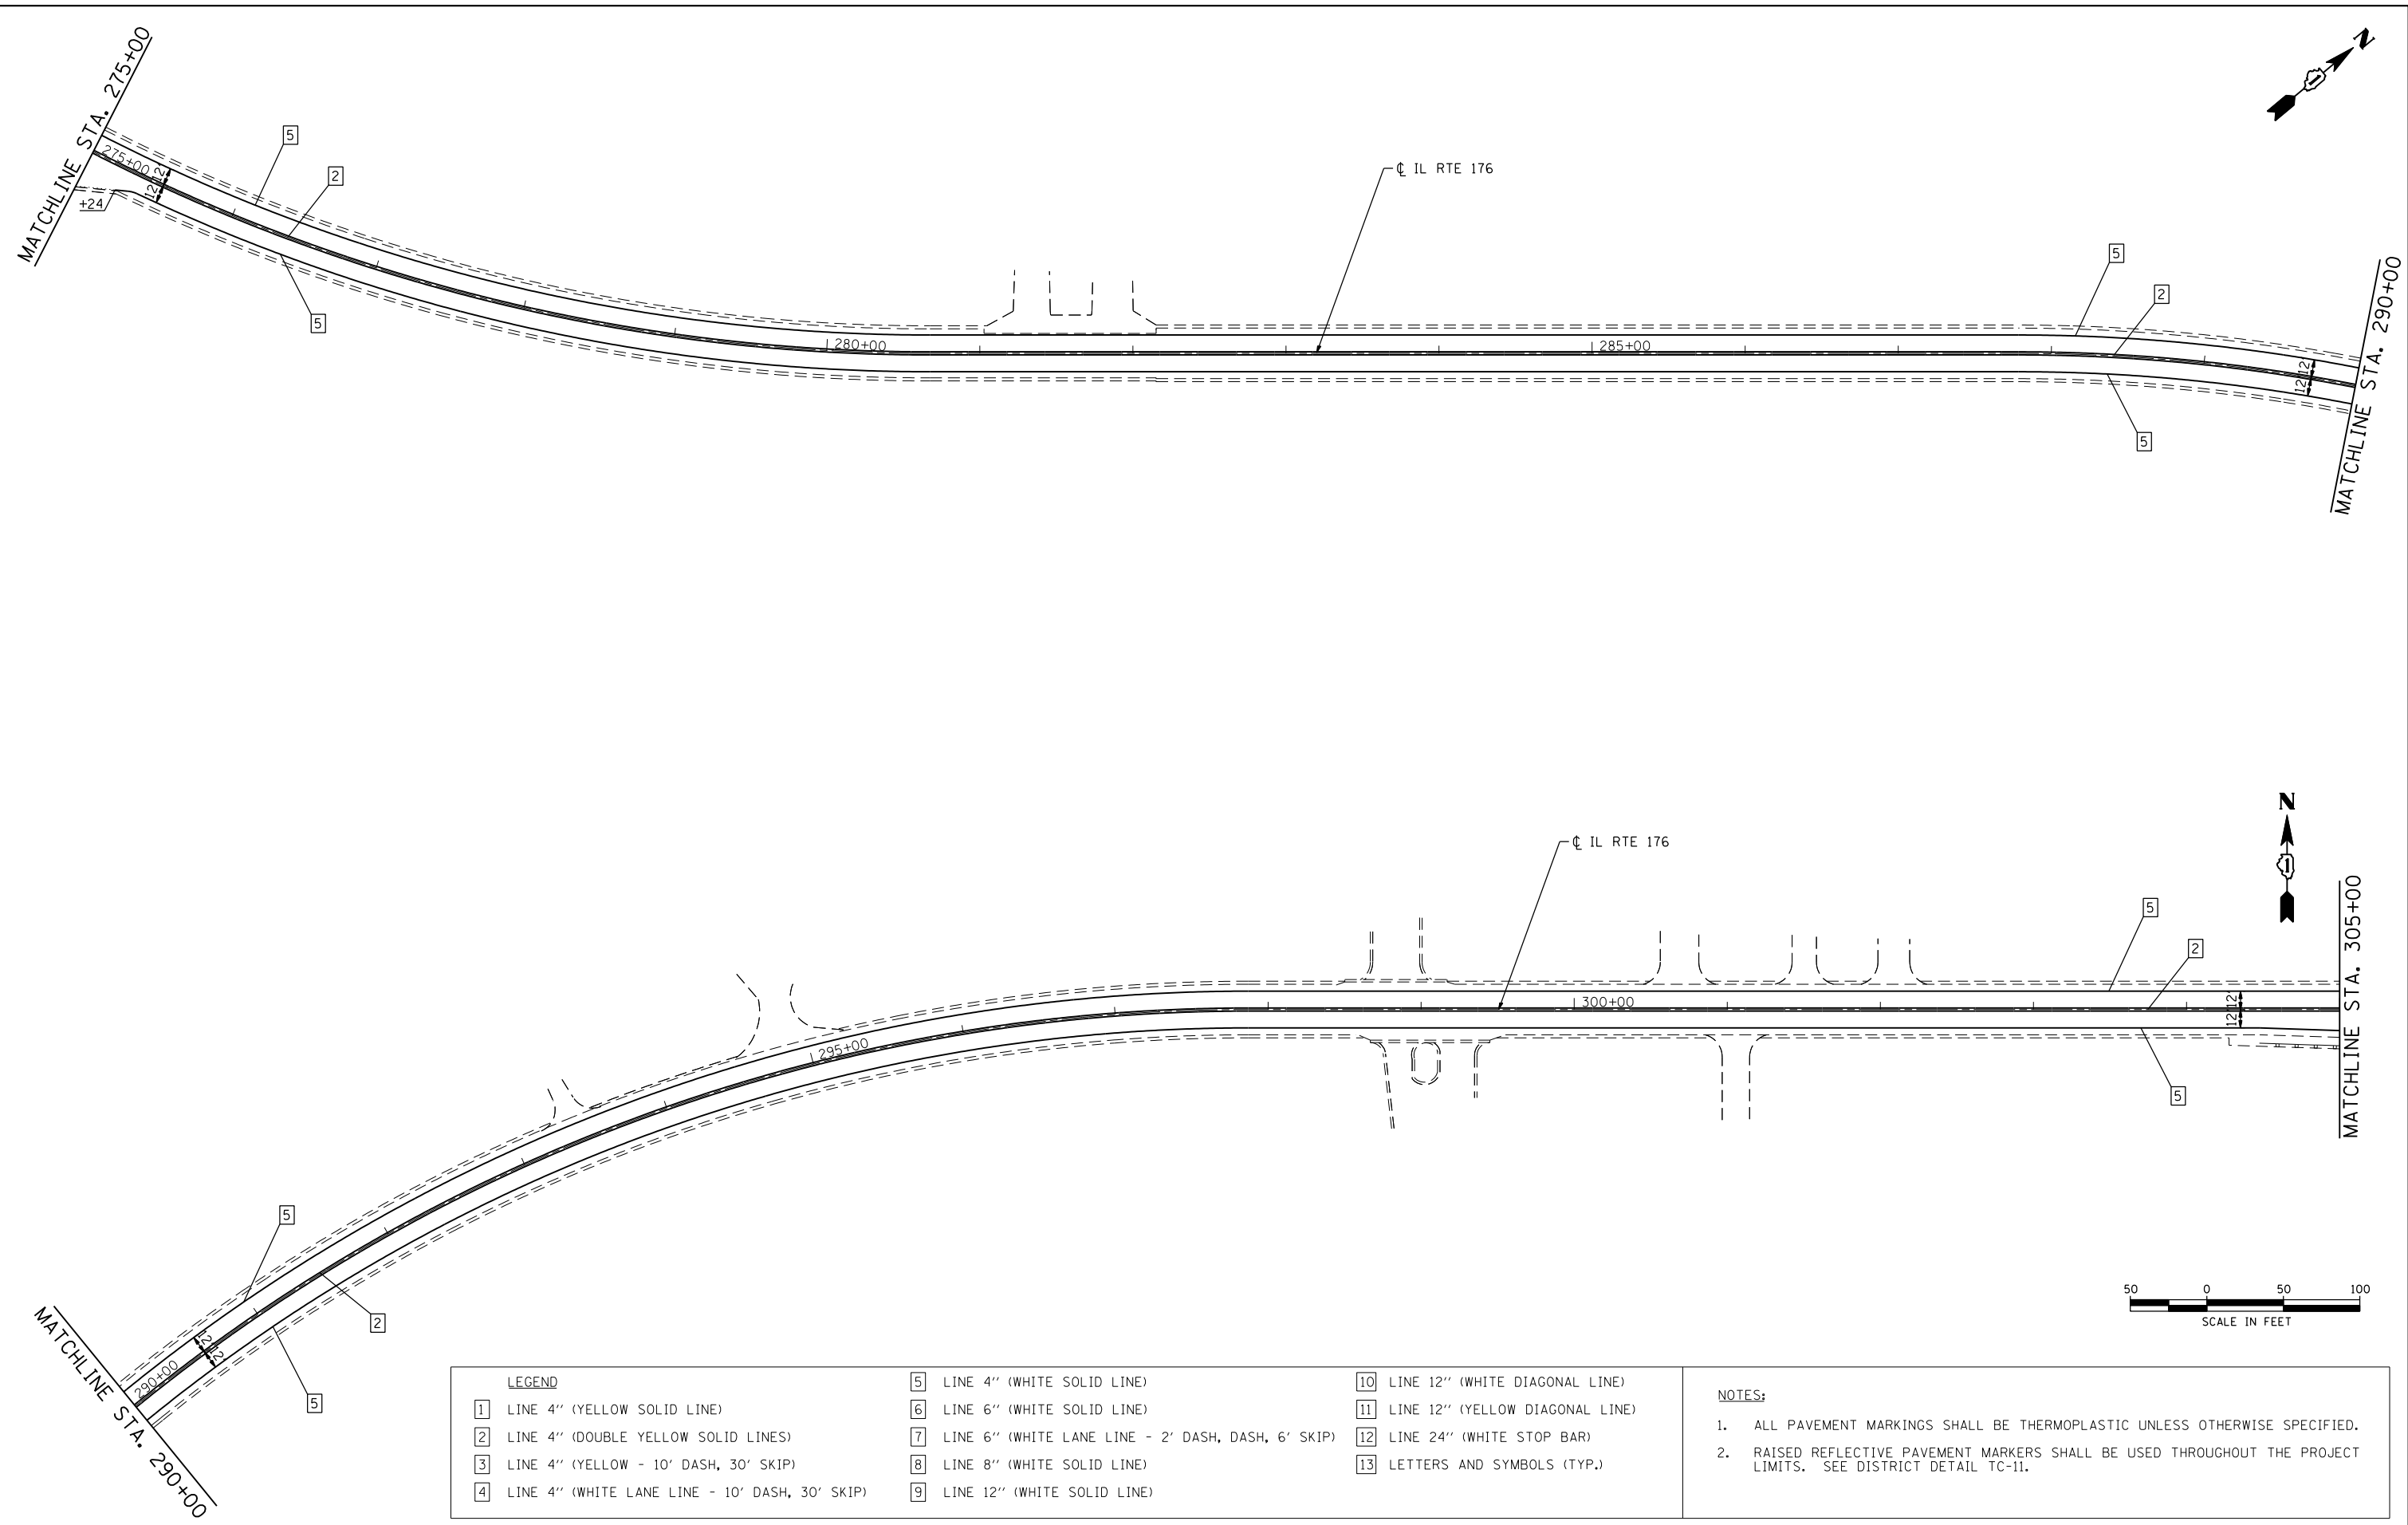 MATCHLINE STA. 275+00
N
1
5
2
275+00
12'
12'
+24
5
℄ IL RTE 176
280+00
285+00
5
2
12'
12'
5
MATCHLINE STA. 290+00
N
1
℄ IL RTE 176
5
2
MATCHLINE STA. 305+00
300+00
12'
12'
295+00
5
5
2
5
12'
12'
290+00
MATCHLINE STA. 290+00
50 0 50 100
SCALE IN FEET
LEGEND
1 LINE 4'' (YELLOW SOLID LINE)
2 LINE 4'' (DOUBLE YELLOW SOLID LINES)
3 LINE 4'' (YELLOW - 10' DASH, 30' SKIP)
4 LINE 4'' (WHITE LANE LINE - 10' DASH, 30' SKIP)
5 LINE 4'' (WHITE SOLID LINE)
6 LINE 6'' (WHITE SOLID LINE)
7 LINE 6'' (WHITE LANE LINE - 2' DASH, DASH, 6' SKIP)
8 LINE 8'' (WHITE SOLID LINE)
9 LINE 12'' (WHITE SOLID LINE)
10 LINE 12'' (WHITE DIAGONAL LINE)
11 LINE 12'' (YELLOW DIAGONAL LINE)
12 LINE 24'' (WHITE STOP BAR)
13 LETTERS AND SYMBOLS (TYP.)
NOTES:
1. ALL PAVEMENT MARKINGS SHALL BE THERMOPLASTIC UNLESS OTHERWISE SPECIFIED.
2. RAISED REFLECTIVE PAVEMENT MARKERS SHALL BE USED THROUGHOUT THE PROJECT
LIMITS. SEE DISTRICT DETAIL TC-11.